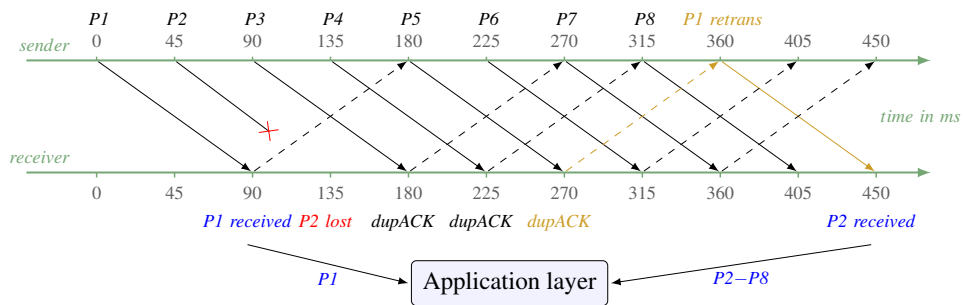 P1 P2 P3 P4 P5 P6 P7 P8 P1 retrans
0 45 90 135 180 225 270 315 360 405 450
sender
time in ms
receiver
0 45 90 135 180 225 270 315 360 405 450
P1 received P2 lost dupACK dupACK dupACK P2 received
P1 Application layer P2−P8